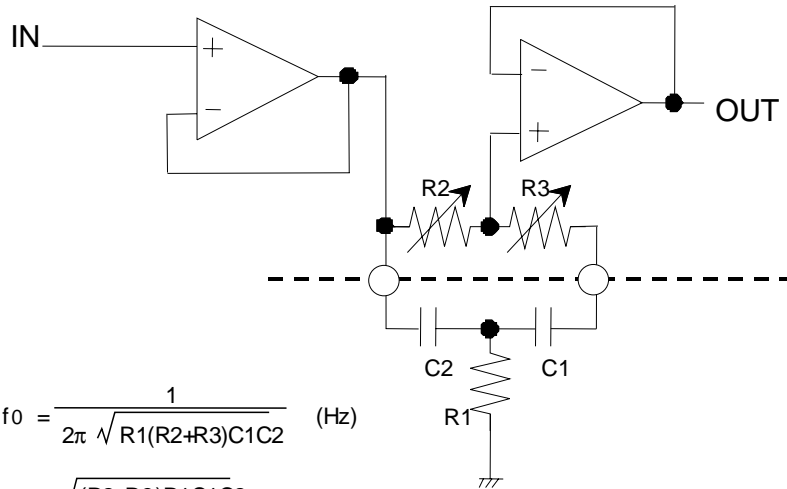 IN
+
−
−
+
OUT
R2
R3
C2
C1
R1
f0 = 1 / 2π √R1(R2+R3)C1C2 (Hz)